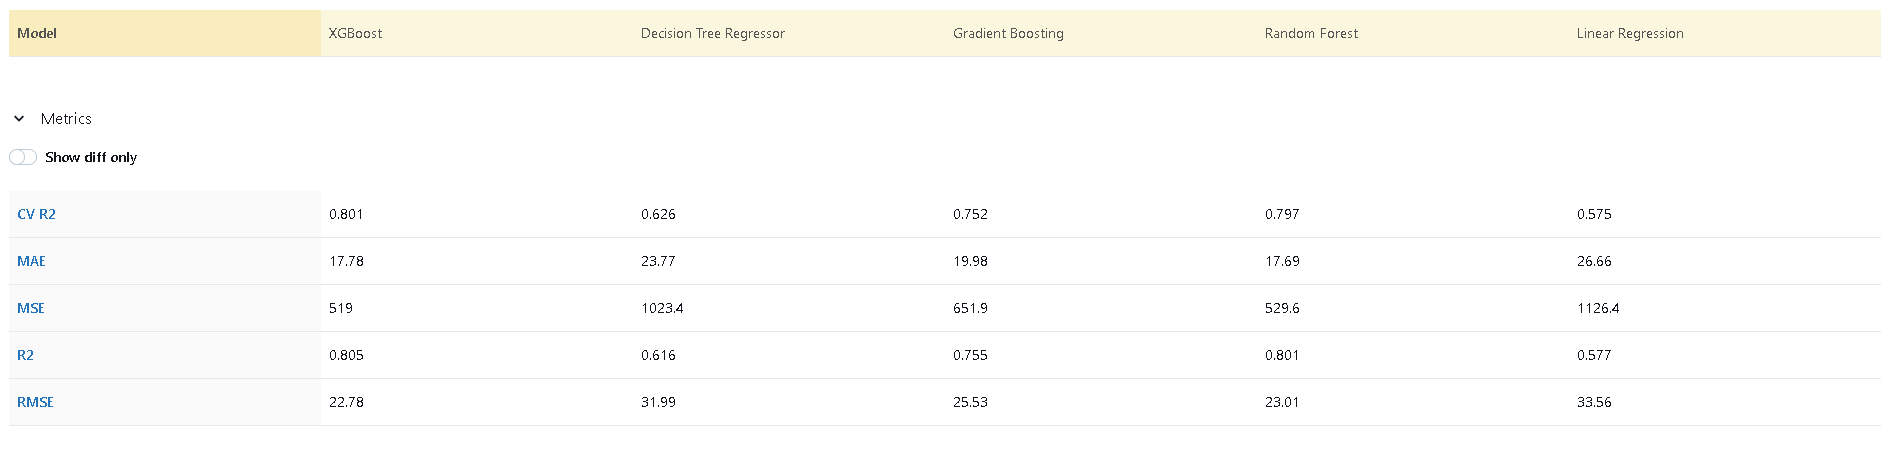 Model XGBoost Decision Tree Regressor Gradient Boosting Random Forest Linear Regression
Metrics
Show diff only
CV R2 0.801 0.626 0.752 0.797 0.575
MAE 17.78 23.77 19.98 17.69 26.66
MSE 519 1023.4 651.9 529.6 1126.4
R2 0.805 0.616 0.755 0.801 0.577
RMSE 22.78 31.99 25.53 23.01 33.56